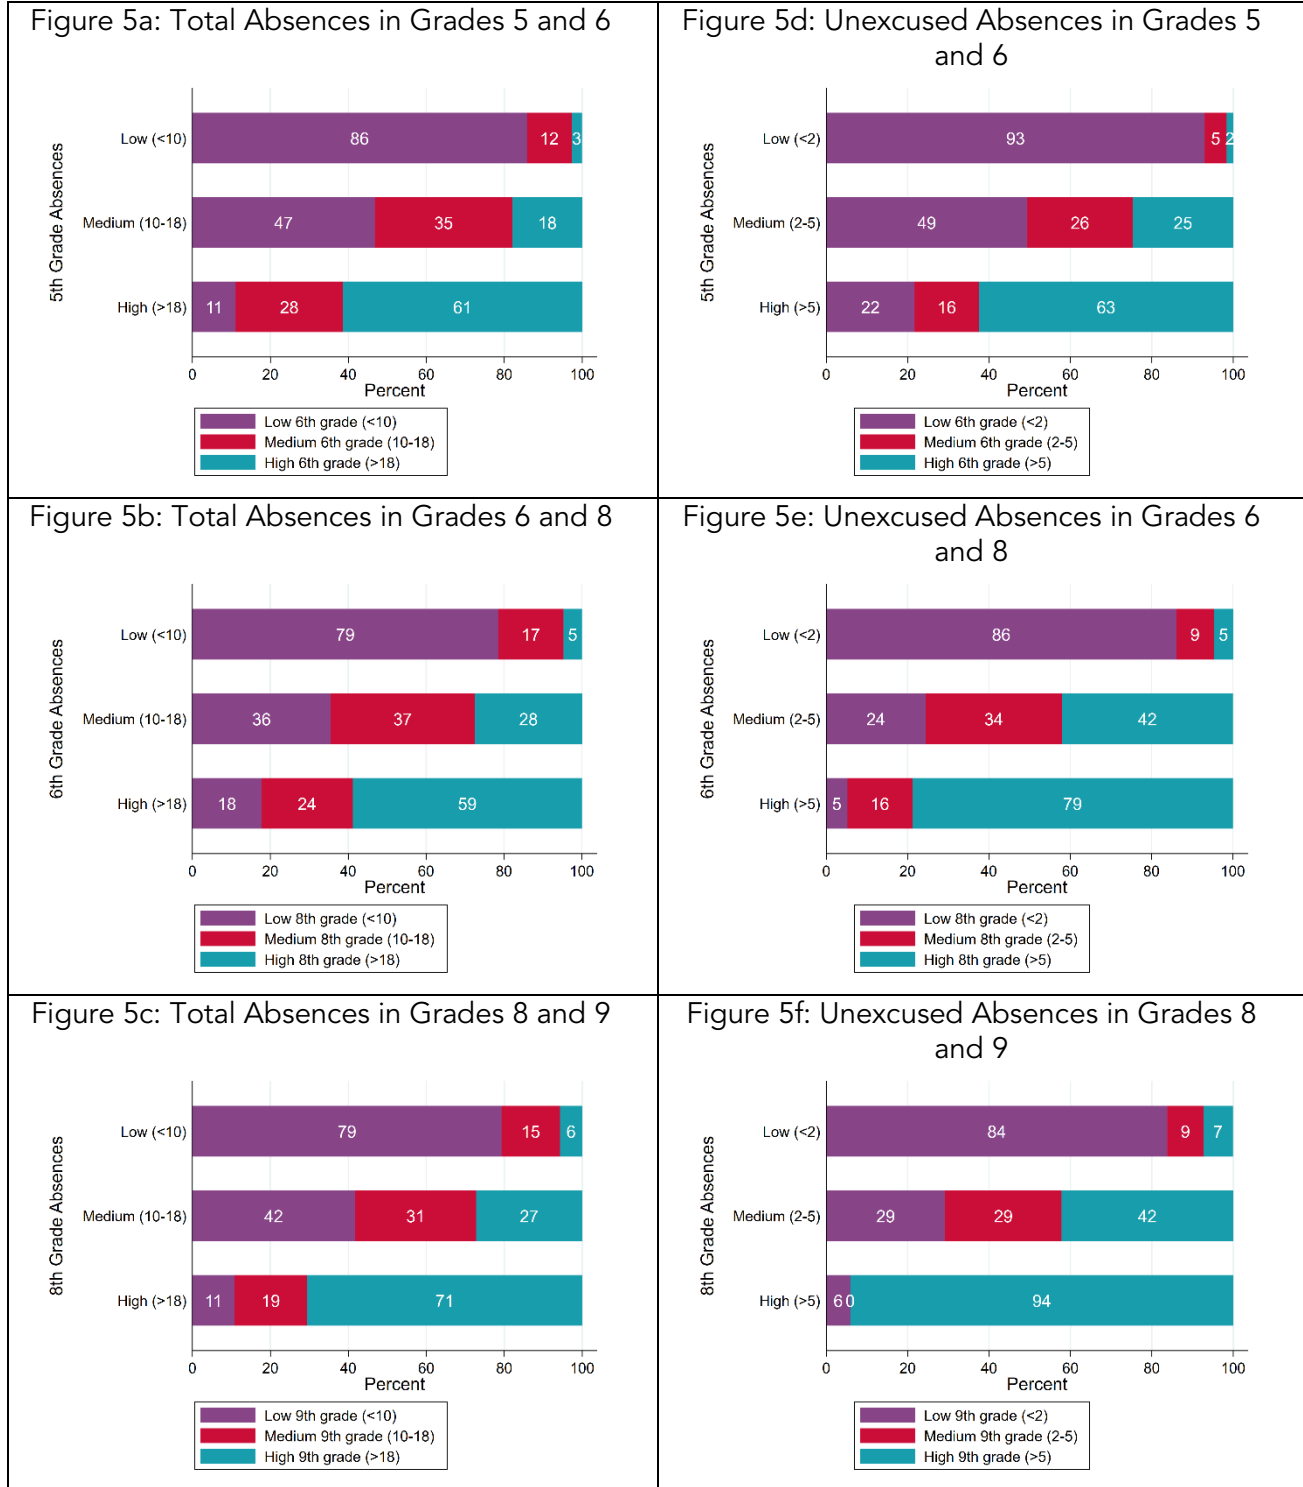 Figure 5a: Total Absences in Grades 5 and 6
5th Grade Absences
Low (<10)
86
12
3
Medium (10-18)
47
35
18
High (>18)
11
28
61
0
20
40
60
80
100
Percent
Low 6th grade (<10)
Medium 6th grade (10-18)
High 6th grade (>18)
Figure 5d: Unexcused Absences in Grades 5
and 6
5th Grade Absences
Low (<2)
93
5
2
Medium (2-5)
49
26
25
High (>5)
22
16
63
0
20
40
60
80
100
Percent
Low 6th grade (<2)
Medium 6th grade (2-5)
High 6th grade (>5)
Figure 5b: Total Absences in Grades 6 and 8
6th Grade Absences
Low (<10)
79
17
5
Medium (10-18)
36
37
28
High (>18)
18
24
59
0
20
40
60
80
100
Percent
Low 8th grade (<10)
Medium 8th grade (10-18)
High 8th grade (>18)
Figure 5e: Unexcused Absences in Grades 6
and 8
6th Grade Absences
Low (<2)
86
9
5
Medium (2-5)
24
34
42
High (>5)
5
16
79
0
20
40
60
80
100
Percent
Low 8th grade (<2)
Medium 8th grade (2-5)
High 8th grade (>5)
Figure 5c: Total Absences in Grades 8 and 9
8th Grade Absences
Low (<10)
79
15
6
Medium (10-18)
42
31
27
High (>18)
11
19
71
0
20
40
60
80
100
Percent
Low 9th grade (<10)
Medium 9th grade (10-18)
High 9th grade (>18)
Figure 5f: Unexcused Absences in Grades 8
and 9
8th Grade Absences
Low (<2)
84
9
7
Medium (2-5)
29
29
42
High (>5)
6
0
94
0
20
40
60
80
100
Percent
Low 9th grade (<2)
Medium 9th grade (2-5)
High 9th grade (>5)